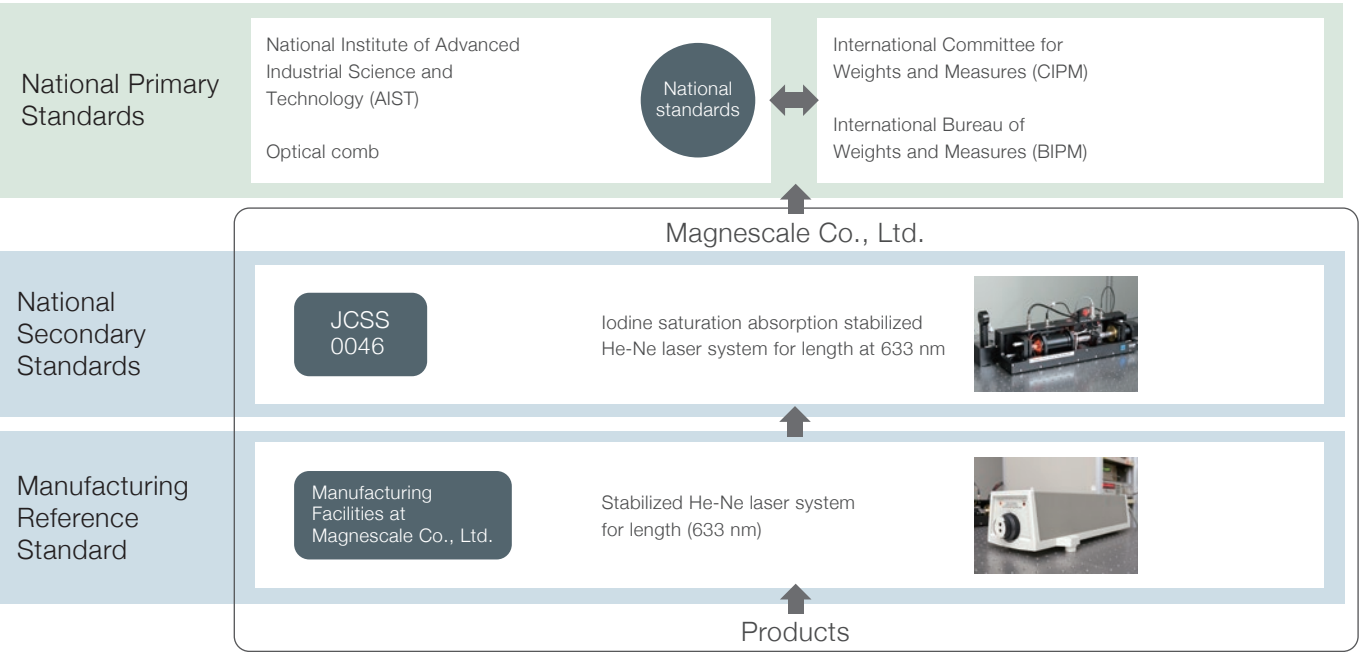 National Primary
Standards
National Institute of Advanced
Industrial Science and
Technology (AIST)
Optical comb
National
standards
International Committee for
Weights and Measures (CIPM)
International Bureau of
Weights and Measures (BIPM)
Magnescale Co., Ltd.
National
Secondary
Standards
JCSS
0046
Iodine saturation absorption stabilized
He-Ne laser system for length at 633 nm
Manufacturing
Reference
Standard
Manufacturing
Facilities at
Magnescale Co., Ltd.
Stabilized He-Ne laser system
for length (633 nm)
Products